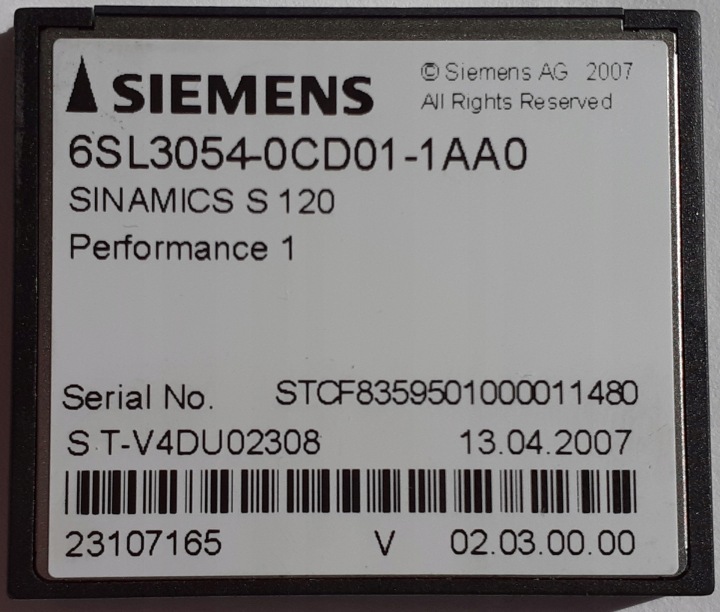 SIEMENS
© Siemens AG 2007
All Rights Reserved
6SL3054-0CD01-1AA0
SINAMICS S 120
Performance 1
Serial No. STCF8359501000011480
S T-V4DU02308 13.04.2007
23107165 V 02.03.00.00